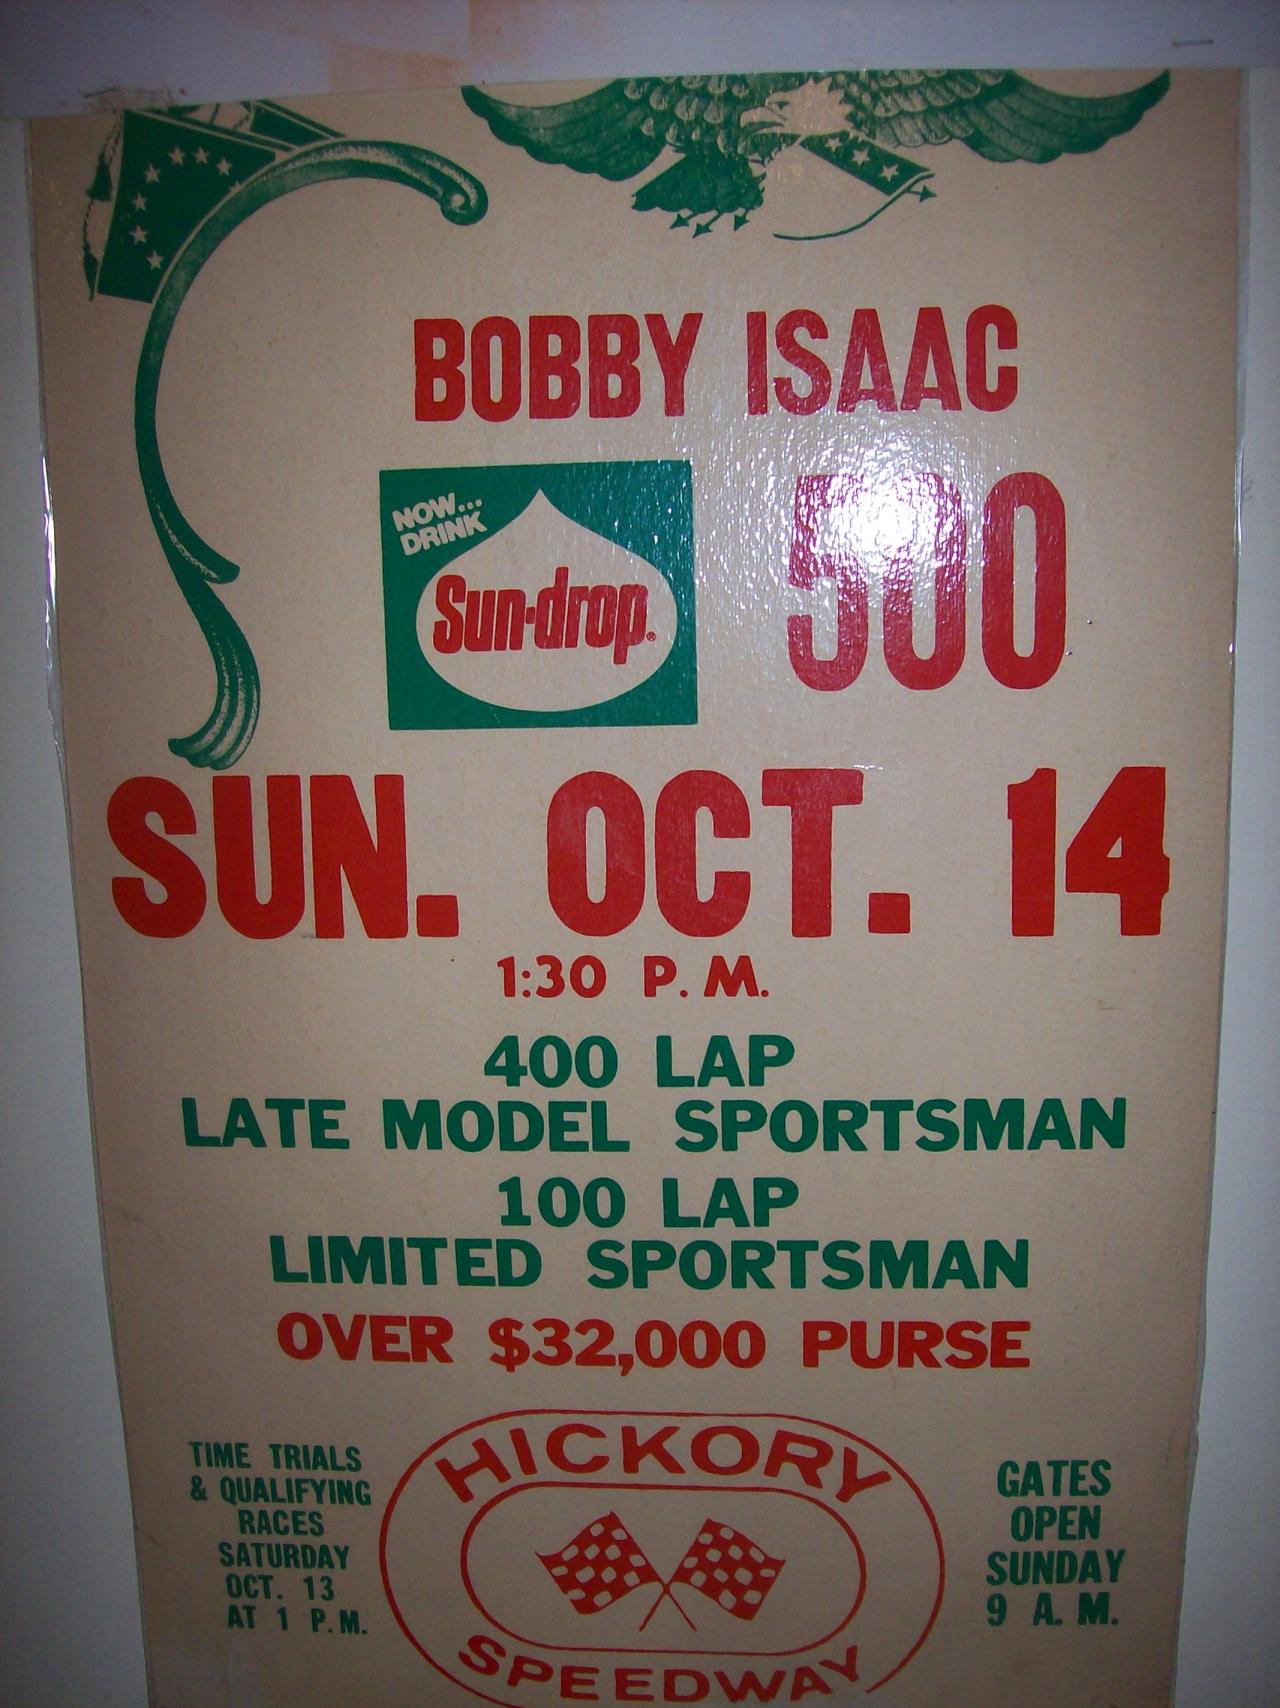 BOBBY ISAAC
NOW...
DRINK
Sun-drop®
500
SUN. OCT. 14
1:30 P. M.
400 LAP
LATE MODEL SPORTSMAN
100 LAP
LIMITED SPORTSMAN
OVER $32,000 PURSE
TIME TRIALS
& QUALIFYING
RACES
SATURDAY
OCT. 13
AT 1 P. M.
HICKORY
SPEEDWAY
GATES
OPEN
SUNDAY
9 A. M.